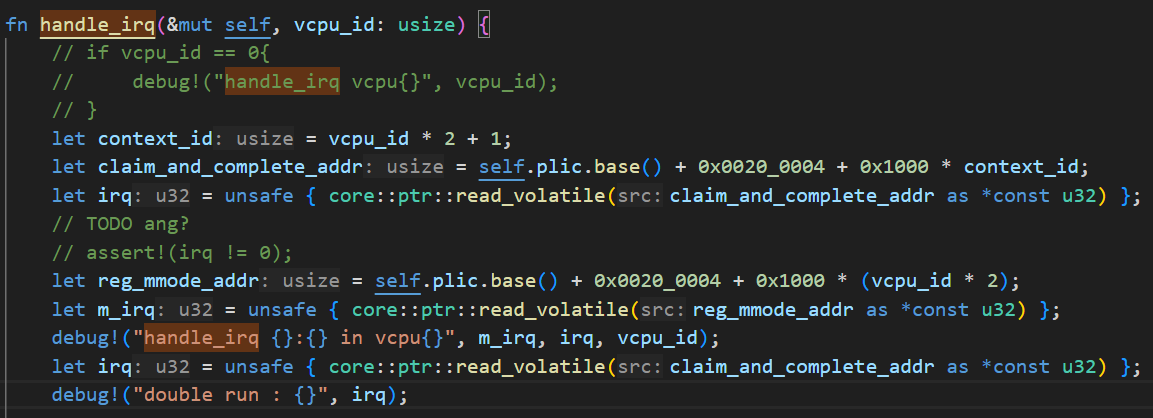 fn handle_irq(&mut self, vcpu_id: usize) {
// if vcpu_id == 0{
//     debug!("handle_irq vcpu{}", vcpu_id);
// }
let context_id: usize = vcpu_id * 2 + 1;
let claim_and_complete_addr: usize = self.plic.base() + 0x0020_0004 + 0x1000 * context_id;
let irq: u32 = unsafe { core::ptr::read_volatile(src: claim_and_complete_addr as *const u32) };
// TODO ang?
// assert!(irq != 0);
let reg_mmode_addr: usize = self.plic.base() + 0x0020_0004 + 0x1000 * (vcpu_id * 2);
let m_irq: u32 = unsafe { core::ptr::read_volatile(src: reg_mmode_addr as *const u32) };
debug!("handle_irq {}:{} in vcpu{}", m_irq, irq, vcpu_id);
let irq: u32 = unsafe { core::ptr::read_volatile(src: claim_and_complete_addr as *const u32) };
debug!("double run : {}", irq);